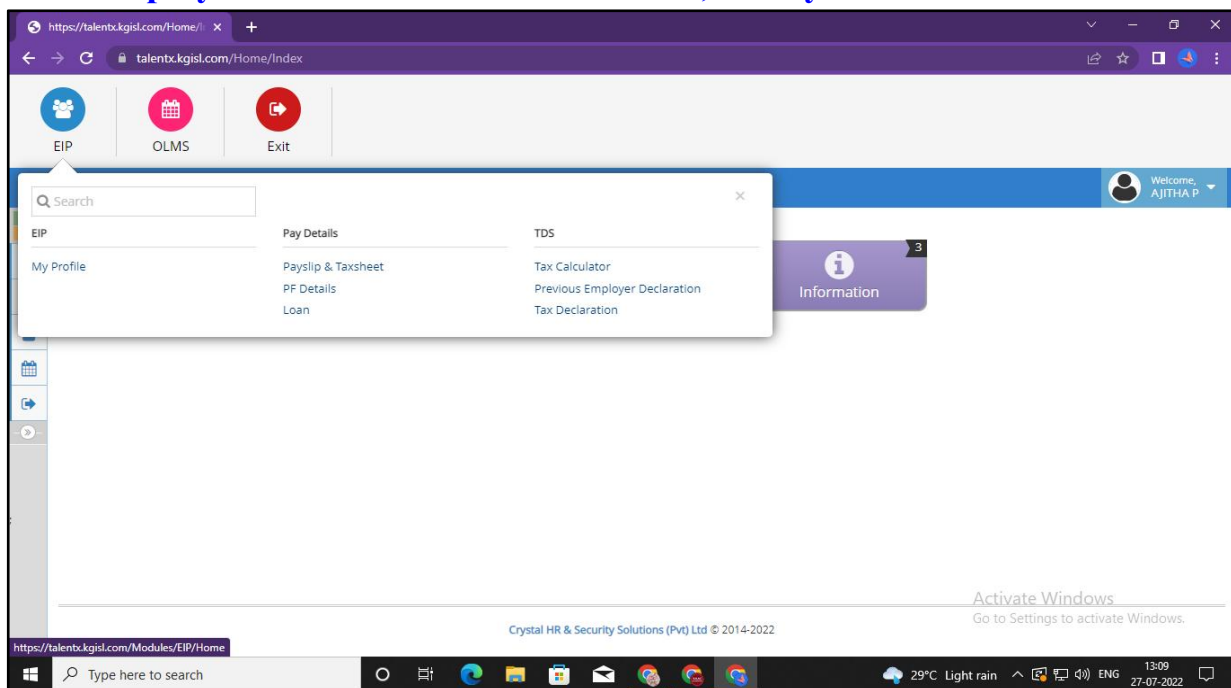 https://talentx.kgisl.com/Home/I
talentx.kgisl.com/Home/Index
EIP OLMS Exit
Welcome,
AJITHA P
Search
EIP Pay Details TDS
My Profile Payslip & Taxsheet Tax Calculator
PF Details Previous Employer Declaration
Loan Tax Declaration
3
Information
Activate Windows
Go to Settings to activate Windows.
Crystal HR & Security Solutions (Pvt) Ltd © 2014-2022
https://talentx.kgisl.com/Modules/EIP/Home
Type here to search
29°C Light rain ENG
13:09
27-07-2022